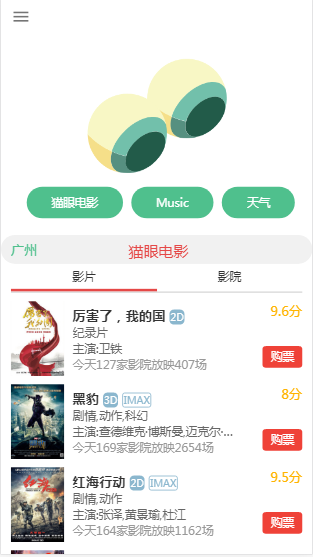 猫眼电影 Music 天气
广州 猫眼电影
影片 影院
厉害了，我的国 2D 9.6分
纪录片
主演:卫铁
今天127家影院放映407场 购票
黑豹 3D IMAX 8分
剧情,动作,科幻
主演:查德维克·博斯曼,迈克尔·...
今天169家影院放映2654场 购票
红海行动 2D IMAX 9.5分
剧情,动作
主演:张译,黄景瑜,杜江
今天164家影院放映1162场 购票